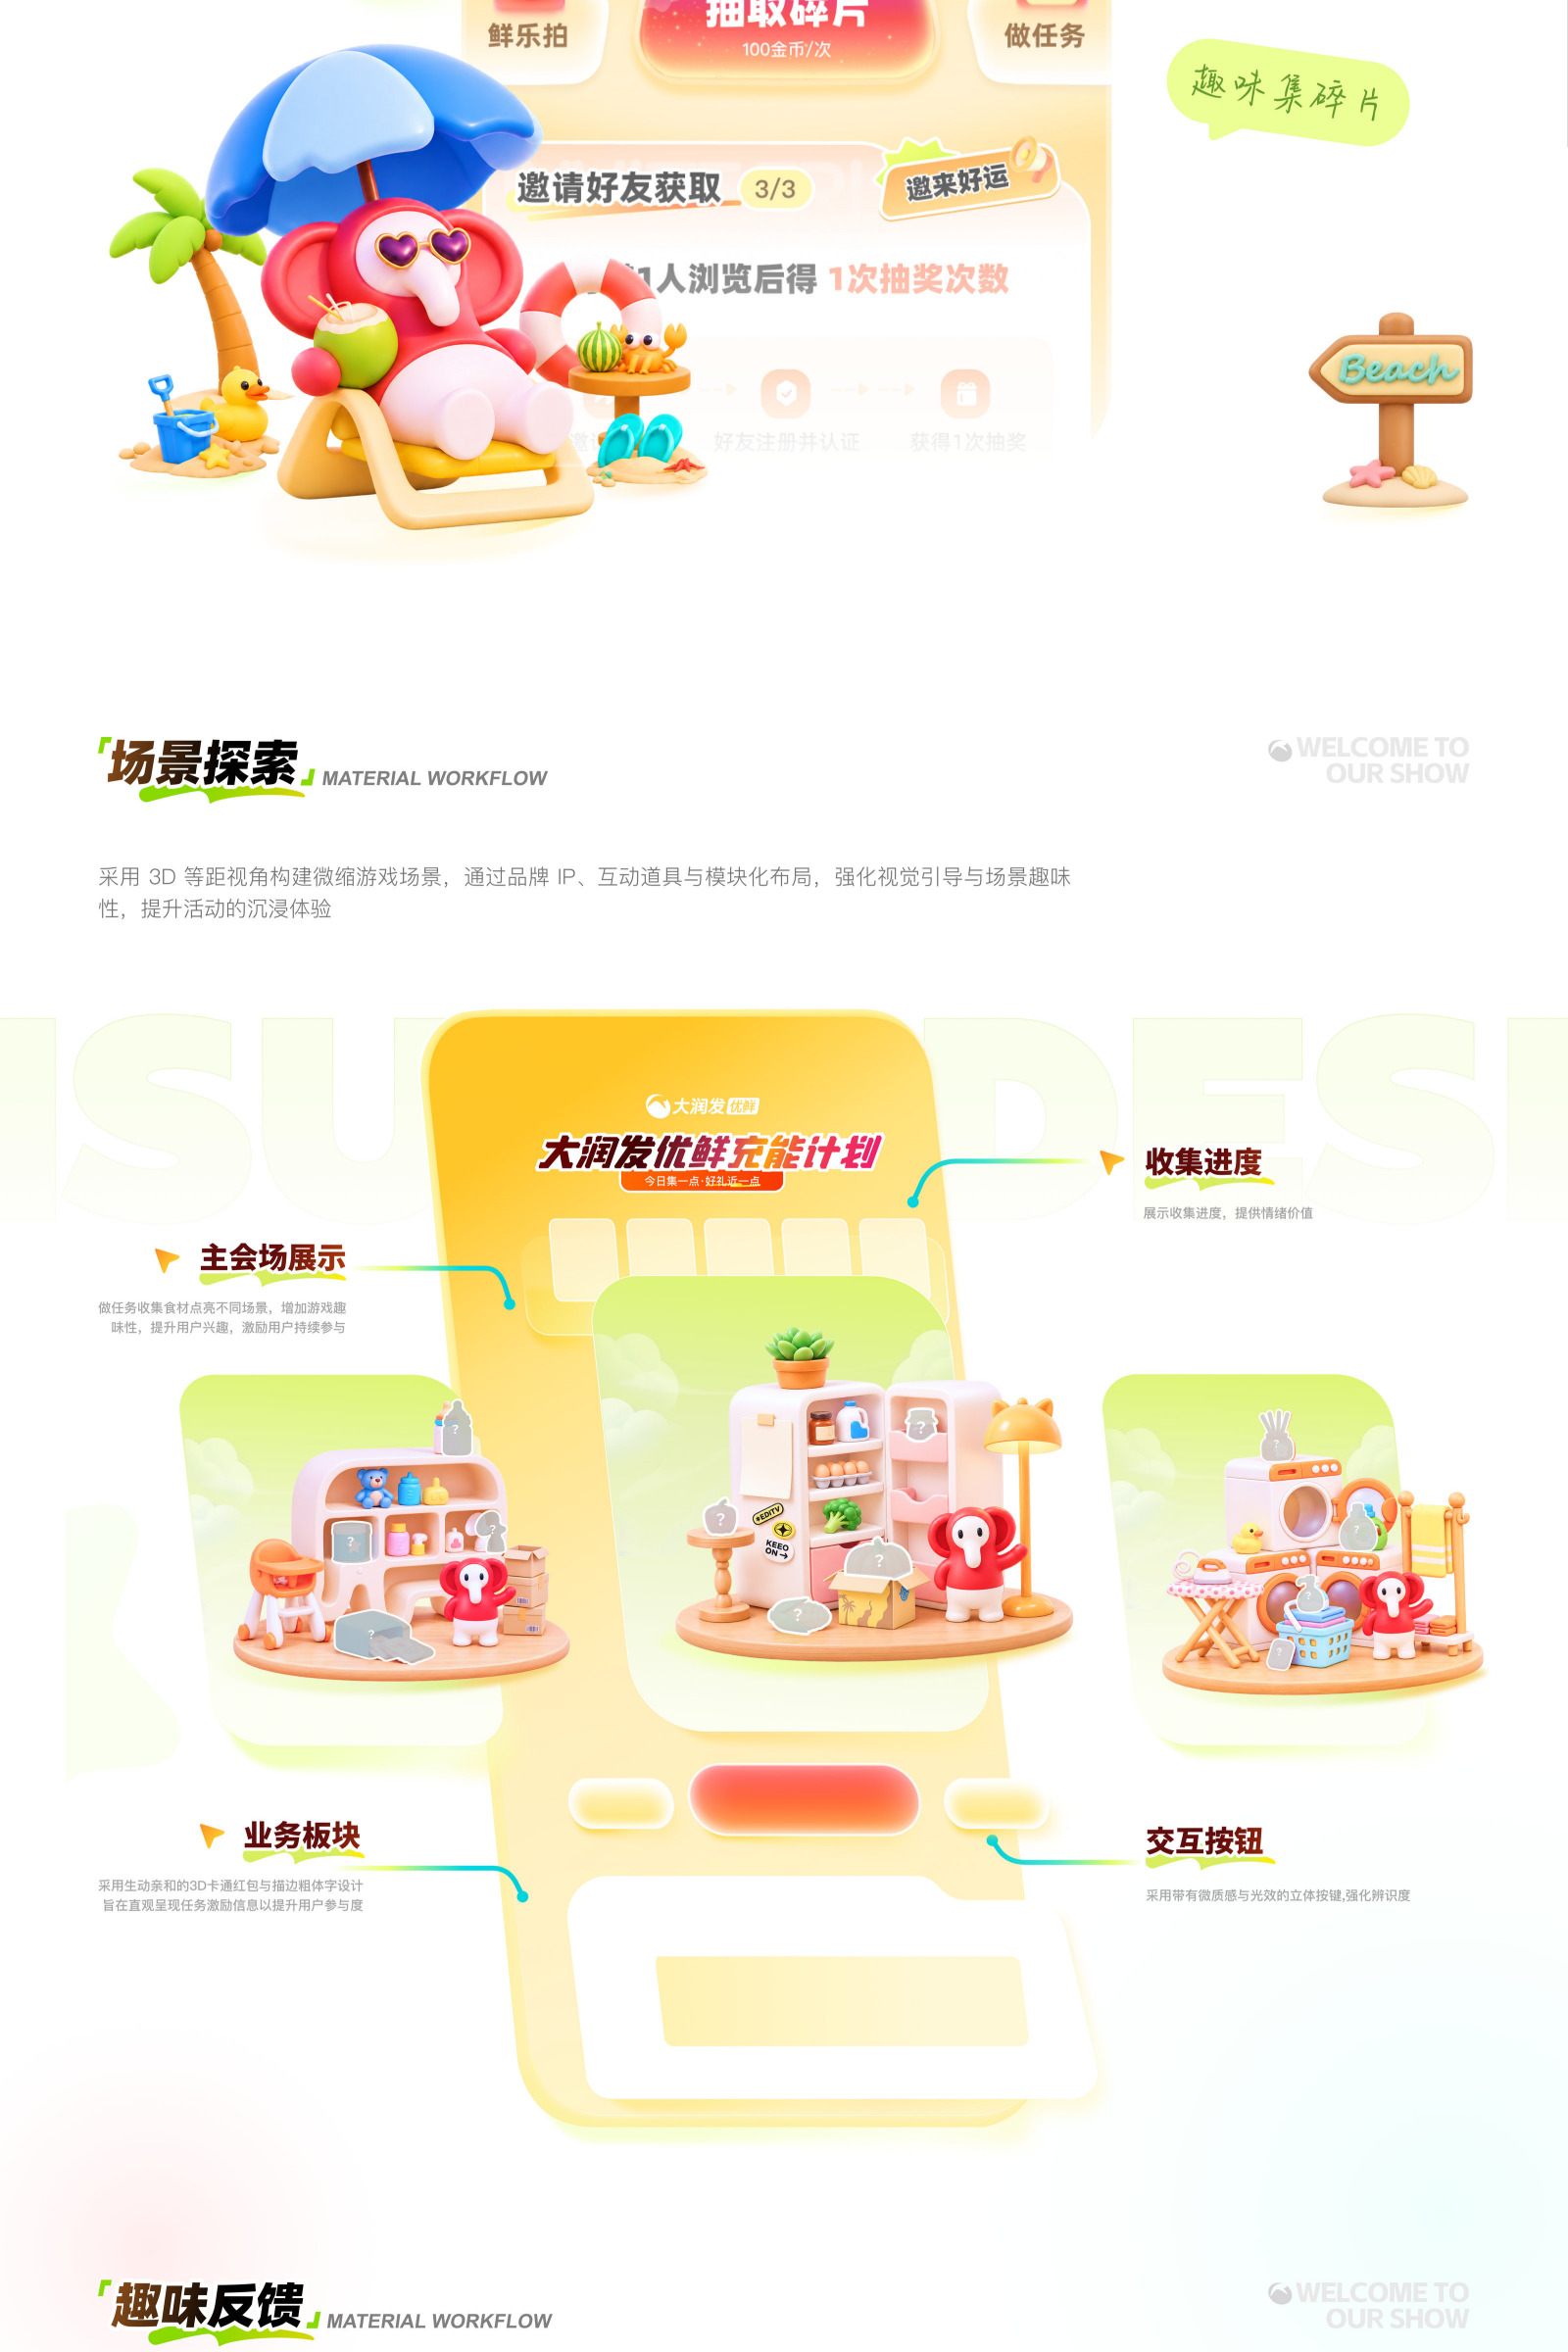 抽取碎片
鲜乐拍
100金币/次
做任务
趣味集碎片
邀请好友获取 3/3
邀来好运
1人浏览后得 1次抽奖次数
Beach
好友注册并认证
获得1次抽奖
「场景探索」MATERIAL WORKFLOW
WELCOME TO
OUR SHOW
采用 3D 等距视角构建微缩游戏场景，通过品牌 IP、互动道具与模块化布局，强化视觉引导与场景趣味
性，提升活动的沉浸体验
SU
DES
大润发优鲜
大润发优鲜充能计划
今日集一点·好礼近一点
收集进度
展示收集进度，提供情绪价值
主会场展示
做任务收集食材点亮不同场景，增加游戏趣
味性，提升用户兴趣，激励用户持续参与
#EDITV
KEEO
ON→
业务板块
采用生动亲和的3D卡通红包与描边粗体字设计
旨在直观呈现任务激励信息以提升用户参与度
交互按钮
采用带有微质感与光效的立体按键,强化辨识度
「趣味反馈」MATERIAL WORKFLOW
WELCOME TO
OUR SHOW